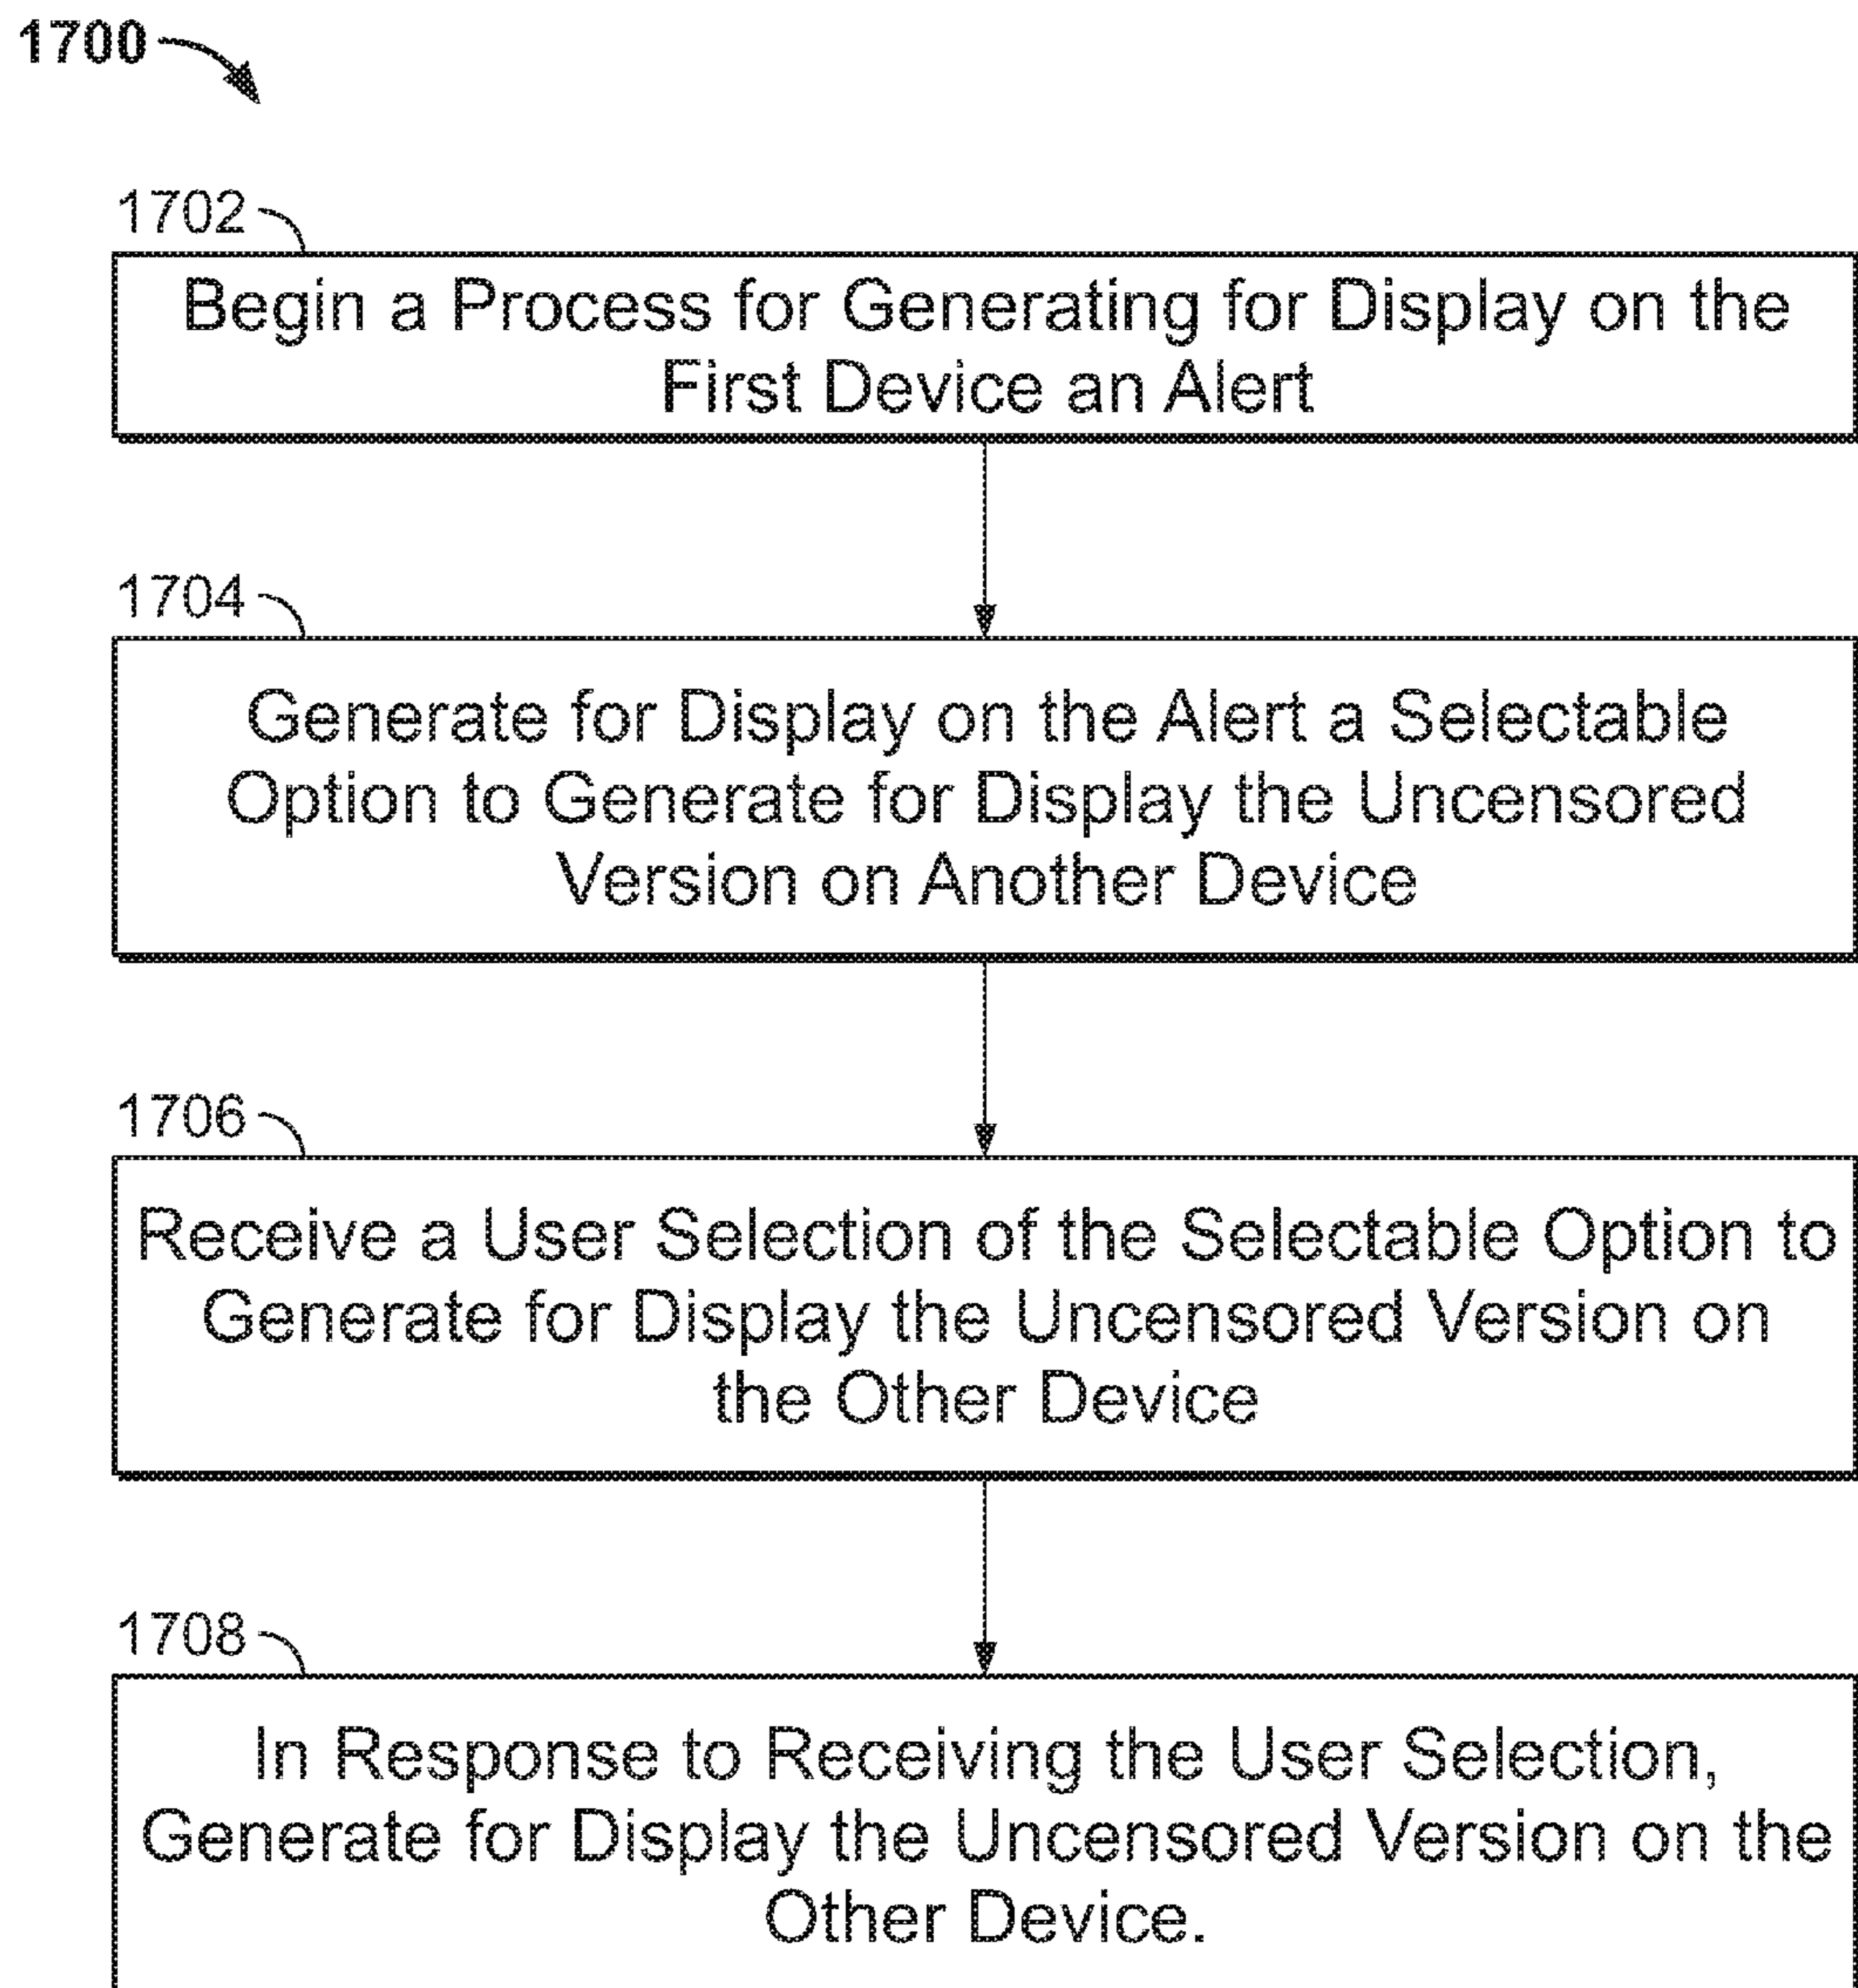 1700
1702
Begin a Process for Generating for Display on the
First Device an Alert
1704
Generate for Display on the Alert a Selectable
Option to Generate for Display the Uncensored
Version on Another Device
1706
Receive a User Selection of the Selectable Option to
Generate for Display the Uncensored Version on
the Other Device
1708
In Response to Receiving the User Selection,
Generate for Display the Uncensored Version on the
Other Device.